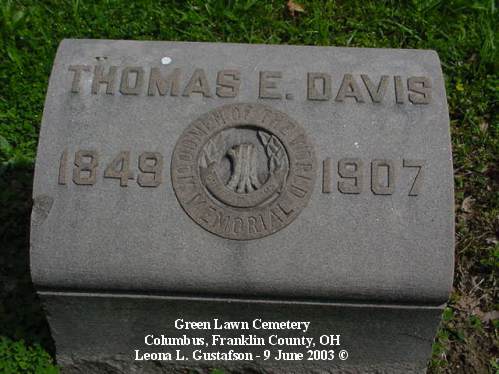 THOMAS E. DAVIS
WOODMEN OF THE WORLD
MEMORIAL
1849 1907
Green Lawn Cemetery
Columbus, Franklin County, OH
Leona L. Gustafson - 9 June 2003 ©